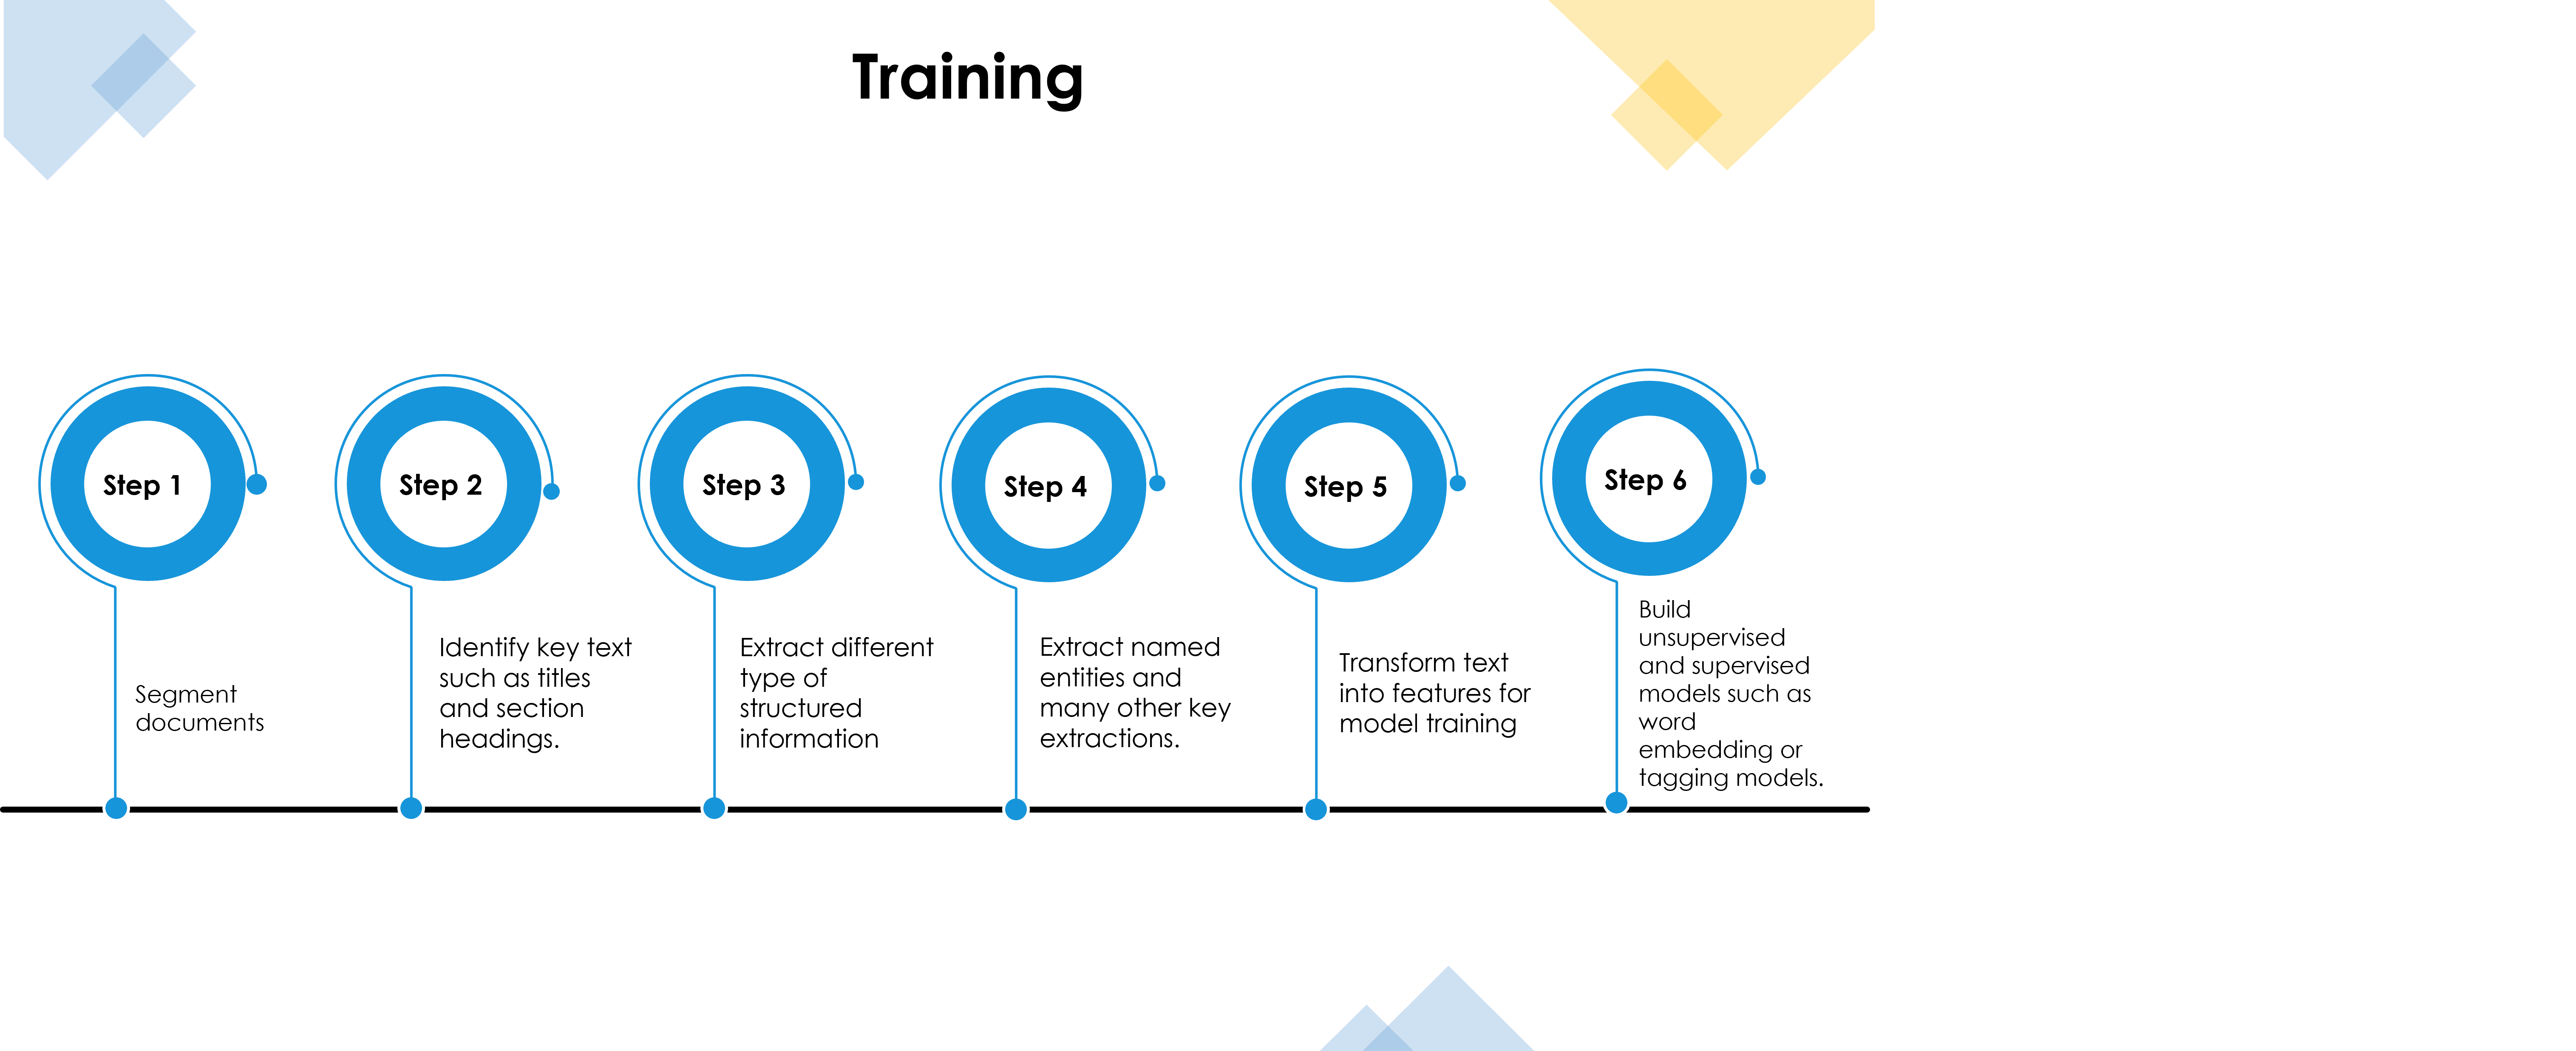 Training
Step 1
Segment
documents
Step 2
Identify key text
such as titles
and section
headings.
Step 3
Extract different
type of
structured
information
Step 4
Extract named
entities and
many other key
extractions.
Step 5
Transform text
into features for
model training
Step 6
Build
unsupervised
and supervised
models such as
word
embedding or
tagging models.